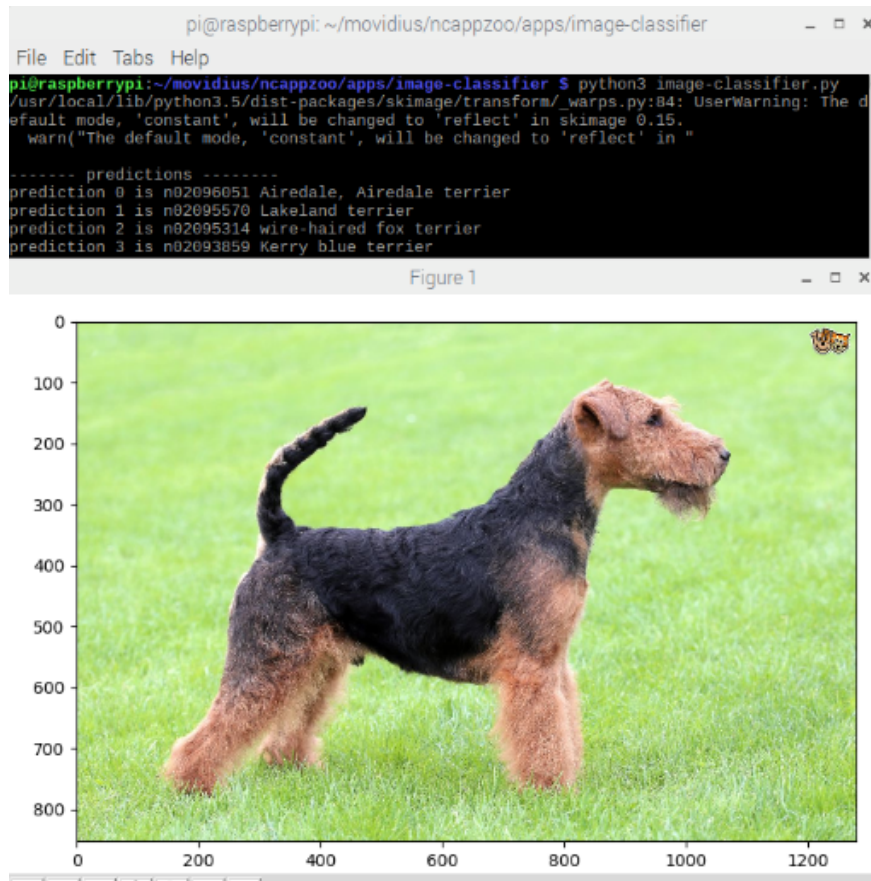 pi@raspberrypi: ~/movidius/ncappzoo/apps/image-classifier
File Edit Tabs Help
pi@raspberrypi:~/movidius/ncappzoo/apps/image-classifier $ python3 image-classifier.py
/usr/local/lib/python3.5/dist-packages/skimage/transform/_warps.py:84: UserWarning: The d
efault mode, 'constant', will be changed to 'reflect' in skimage 0.15.
warn("The default mode, 'constant', will be changed to 'reflect' in "
------- predictions --------
prediction 0 is n02096051 Airedale, Airedale terrier
prediction 1 is n02095570 Lakeland terrier
prediction 2 is n02095314 wire-haired fox terrier
prediction 3 is n02093859 Kerry blue terrier
Figure 1
0
100
200
300
400
500
600
700
800
0 200 400 600 800 1000 1200